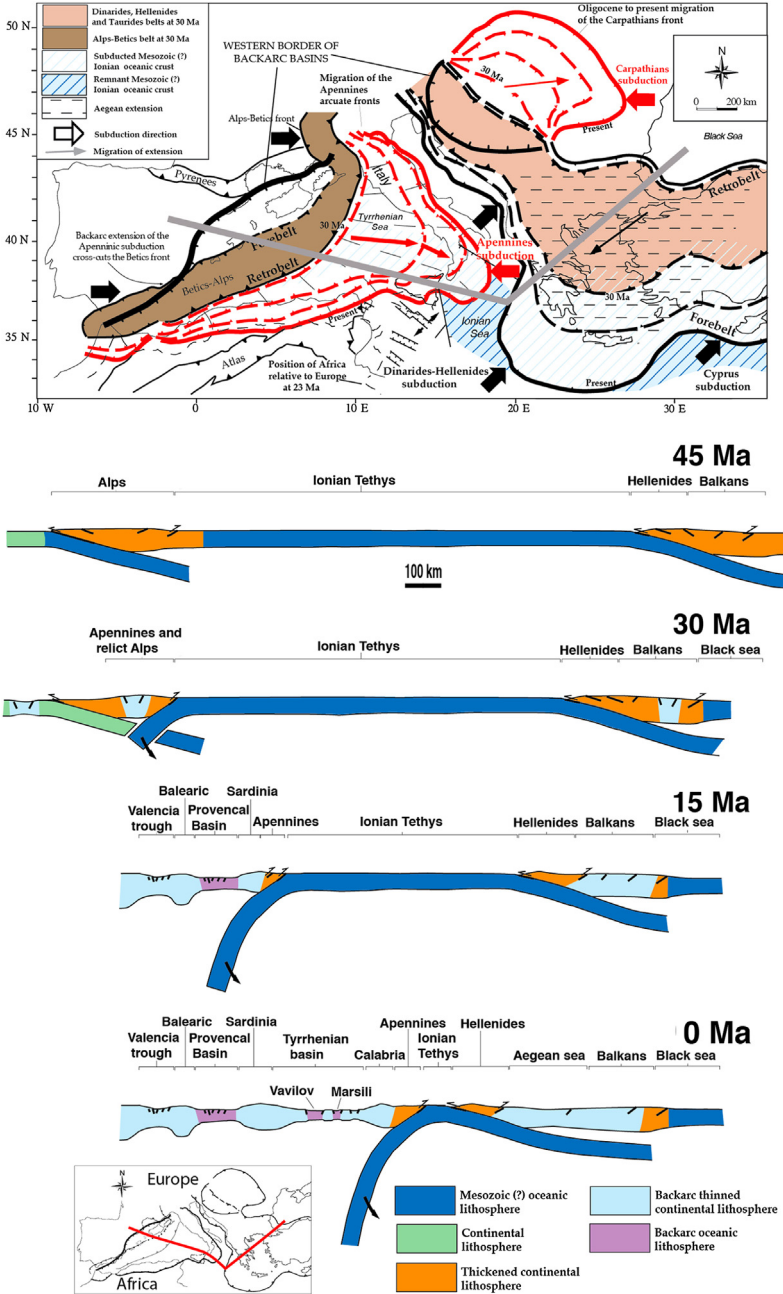 Dinarides, Hellenides
and Taurides belts at 30 Ma
Alps-Betics belt at 30 Ma
Subducted Mesozoic (?)
Ionian oceanic crust
Remnant Mesozoic (?)
Ionian oceanic crust
Aegean extension
Subduction direction
Migration of extension
50 N
45 N
40 N
35 N
10 W
0
10 E
20 E
30 E
Oligocene to present migration
of the Carpathians front
WESTERN BORDER OF
BACKARC BASINS
Migration of the
Apennines
arcuate fronts
Alps-Betics front
30 Ma
Carpathians
subduction
Present
N
0
200 km
Black Sea
Pyrenees
Italy
Retrobelt
Tyrrhenian
Sea
30 Ma
Backarc extension of the
Apenninic subduction
cross-cuts the Betics front
Forebelt
Retrobelt
Betics-Alps
Apennines
subduction
30 Ma
Ionian
Sea
Forebelt
Present
Atlas
Position of Africa
relative to Europe
at 23 Ma
Dinarides-Hellenides
subduction
Present
Cyprus
subduction
45 Ma
Alps
Ionian Tethys
Hellenides
Balkans
100 km
30 Ma
Apennines and
relict Alps
Ionian Tethys
Hellenides
Balkans
Black sea
15 Ma
Balearic
Sardinia
Valencia
trough
Provencal
Basin
Apennines
Ionian Tethys
Hellenides
Balkans
Black sea
0 Ma
Balearic
Sardinia
Apennines
Hellenides
Valencia
trough
Provencal
Basin
Tyrrhenian
basin
Calabria
Ionian
Tethys
Aegean sea
Balkans
Black sea
Vavilov
Marsili
N
Europe
Africa
Mesozoic (?) oceanic
lithosphere
Continental
lithosphere
Thickened continental
lithosphere
Backarc thinned
continental lithosphere
Backarc oceanic
lithosphere